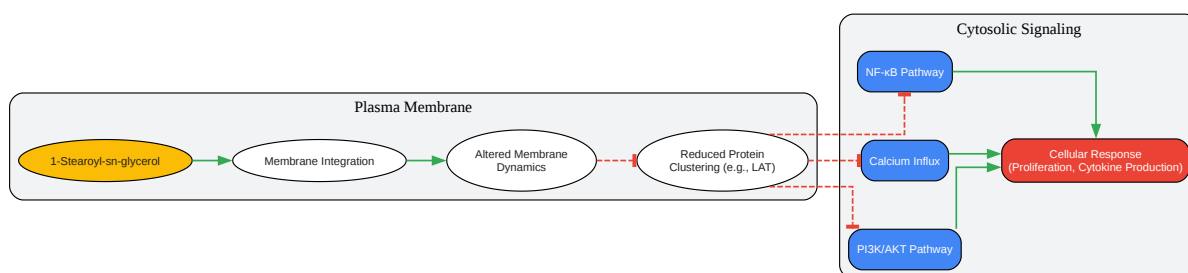 Cytosolic Signaling
NF-κB Pathway
Plasma Membrane
1-Stearoyl-sn-glycerol
Membrane Integration
Altered Membrane
Dynamics
Reduced Protein
Clustering (e.g., LAT)
Calcium Influx
Cellular Response
(Proliferation, Cytokine Production)
PI3K/AKT Pathway